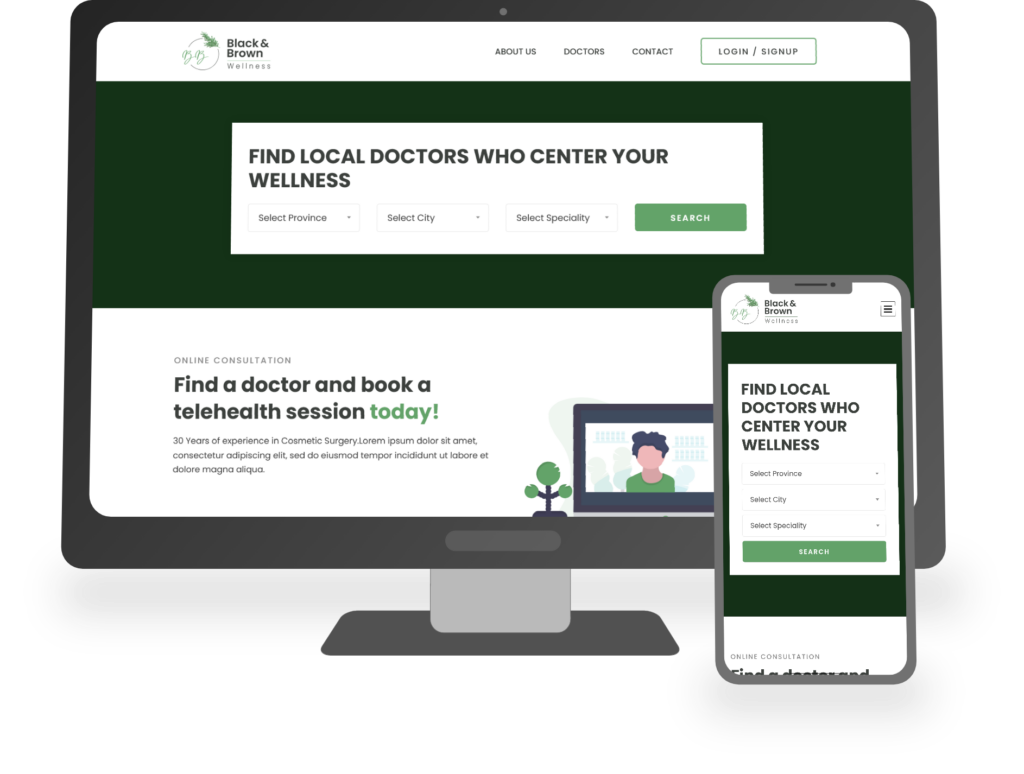 Black &
Brown
Wellness
ABOUT US
DOCTORS
CONTACT
LOGIN / SIGNUP
FIND LOCAL DOCTORS WHO CENTER YOUR
WELLNESS
Select Province
Select City
Select Speciality
SEARCH
ONLINE CONSULTATION
Find a doctor and book a
telehealth session today!
30 Years of experience in Cosmetic Surgery.Lorem ipsum dolor sit amet,
consectetur adipiscing elit, sed do eiusmod tempor incididunt ut labore et
dolore magna aliqua.
Black &
Brown
Wellness
FIND LOCAL
DOCTORS WHO
CENTER YOUR
WELLNESS
Select Province
Select City
Select Speciality
SEARCH
ONLINE CONSULTATION
Find a doctor and